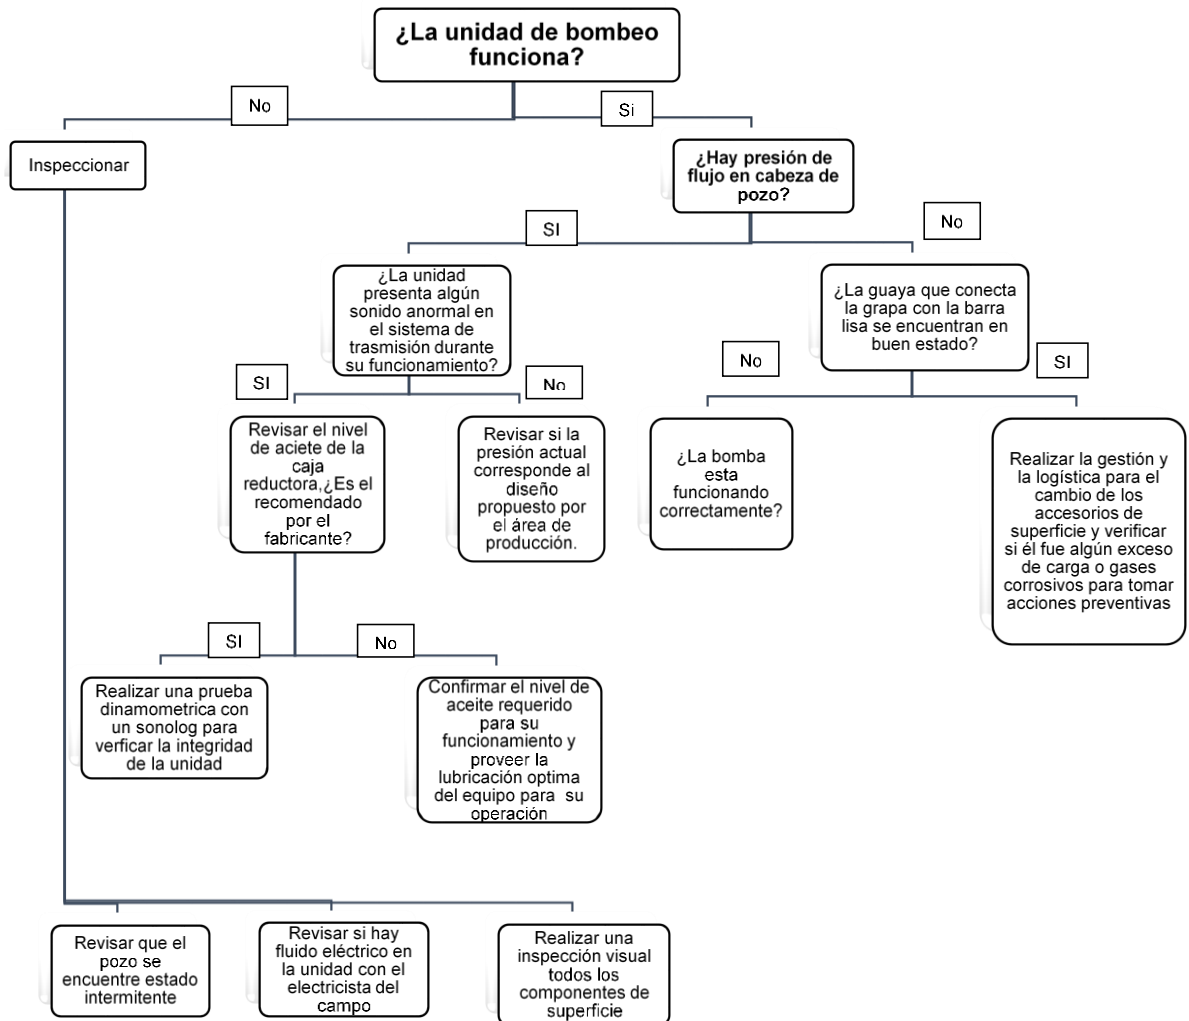 ¿La unidad de bombeo
funciona?
No
Si
Inspeccionar
¿Hay presión de
flujo en cabeza de
pozo?
SI
No
¿La unidad
presenta algún
sonido anormal en
el sistema de
trasmisión durante
su funcionamiento?
¿La guaya que conecta
la grapa con la barra
lisa se encuentran en
buen estado?
SI
No
No
SI
Revisar el nivel
de aciete de la
caja
reductora,¿Es el
recomendado
por el
fabricante?
Revisar si la
presión actual
corresponde al
diseño
propuesto por
el área de
producción.
¿La bomba
esta
funcionando
correctamente?
Realizar la gestión y
la logística para el
cambio de los
accesorios de
superficie y verificar
si él fue algún exceso
de carga o gases
corrosivos para tomar
acciones preventivas
SI
No
Realizar una prueba
dinamometrica con
un sonolog para
verficar la integridad
de la unidad
Confirmar el nivel de
aceite requerido
para su
funcionamiento y
proveer la
lubricación optima
del equipo para  su
operación
Revisar que el
pozo se
encuentre estado
intermitente
Revisar si hay
fluido eléctrico en
la unidad con el
electricista del
campo
Realizar una
inspección visual
todos los
componentes de
superficie